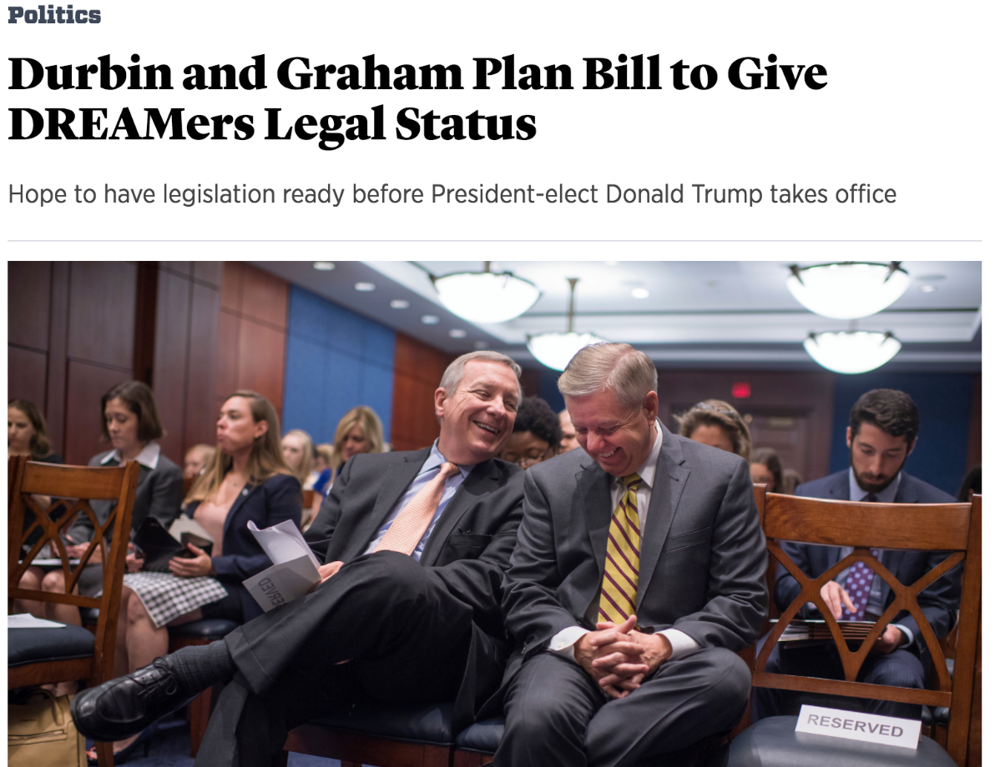 Politics
Durbin and Graham Plan Bill to Give
DREAMers Legal Status
Hope to have legislation ready before President-elect Donald Trump takes office
RESERVED
RESERVED